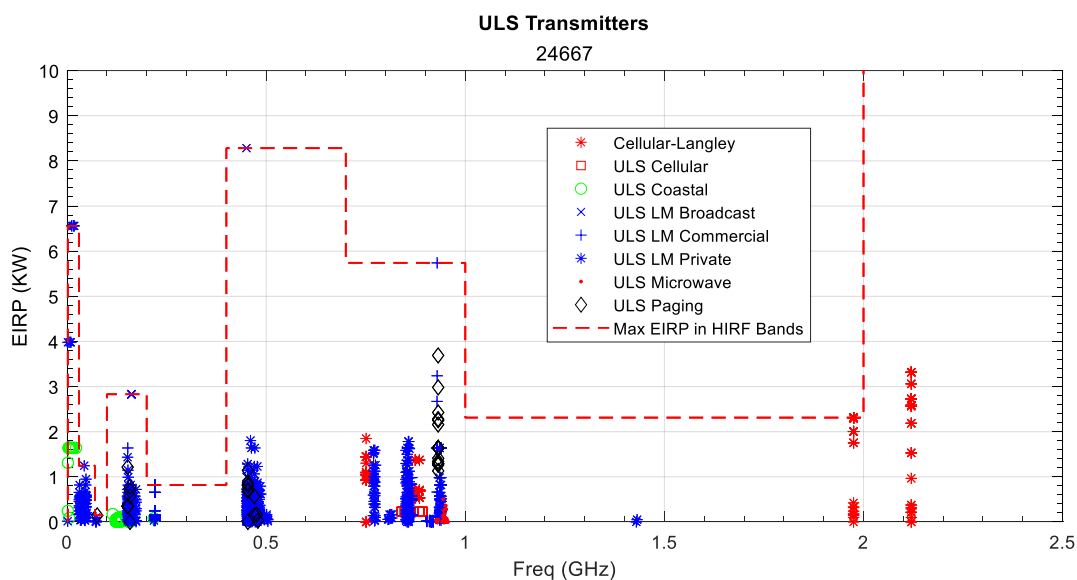 ULS Transmitters
24667
10
9
8
7
6
5
4
3
2
1
0
EIRP (KW)
Cellular-Langley
ULS Cellular
ULS Coastal
ULS LM Broadcast
ULS LM Commercial
ULS LM Private
ULS Microwave
ULS Paging
Max EIRP in HIRF Bands
0 0.5 1 1.5 2 2.5
Freq (GHz)